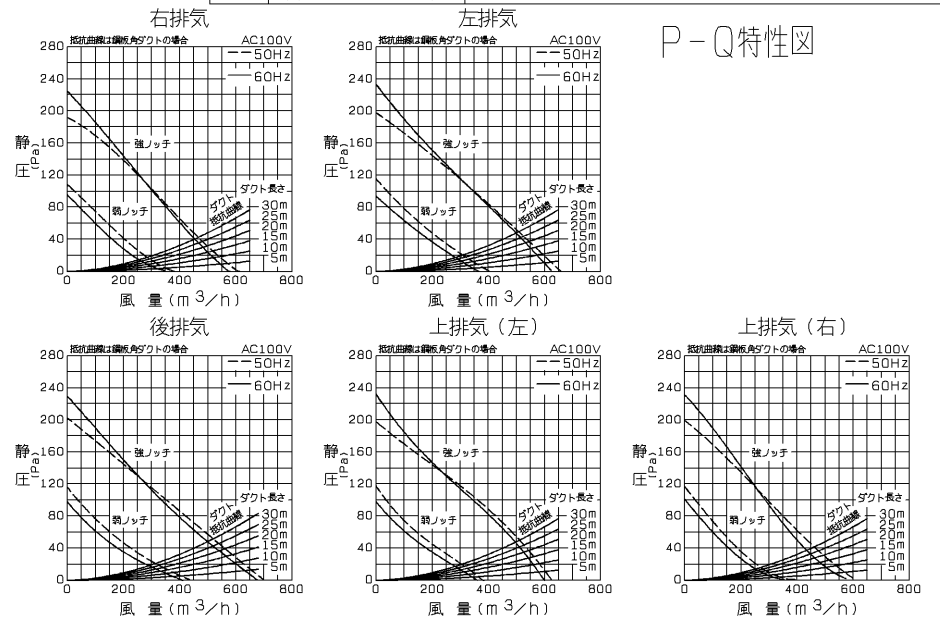 P－Q特性図
右排気
抵抗曲線は鋼板角ダクトの場合
AC100V
50Hz
60Hz
280
240
200
160
120
80
40
0
静圧(Pa)
強ノッチ
弱ノッチ
ダクト抵抗曲線
ダクト長さ
30m
25m
20m
15m
10m
5m
0 200 400 600 800
風 量(m3/h)
左排気
抵抗曲線は鋼板角ダクトの場合
AC100V
50Hz
60Hz
280
240
200
160
120
80
40
0
静圧(Pa)
強ノッチ
弱ノッチ
ダクト抵抗曲線
ダクト長さ
30m
25m
20m
15m
10m
5m
0 200 400 600 800
風 量(m3/h)
後排気
抵抗曲線は鋼板角ダクトの場合
AC100V
50Hz
60Hz
280
240
200
160
120
80
40
0
静圧(Pa)
強ノッチ
弱ノッチ
ダクト抵抗曲線
ダクト長さ
30m
25m
20m
15m
10m
5m
0 200 400 600 800
風 量(m3/h)
上排気(左)
抵抗曲線は鋼板角ダクトの場合
AC100V
50Hz
60Hz
280
240
200
160
120
80
40
0
静圧(Pa)
強ノッチ
弱ノッチ
ダクト抵抗曲線
ダクト長さ
30m
25m
20m
15m
10m
5m
0 200 400 600 800
風 量(m3/h)
上排気(右)
抵抗曲線は鋼板角ダクトの場合
AC100V
50Hz
60Hz
280
240
200
160
120
80
40
0
静圧(Pa)
強ノッチ
弱ノッチ
ダクト抵抗曲線
ダクト長さ
30m
25m
20m
15m
10m
5m
0 200 400 600 800
風 量(m3/h)